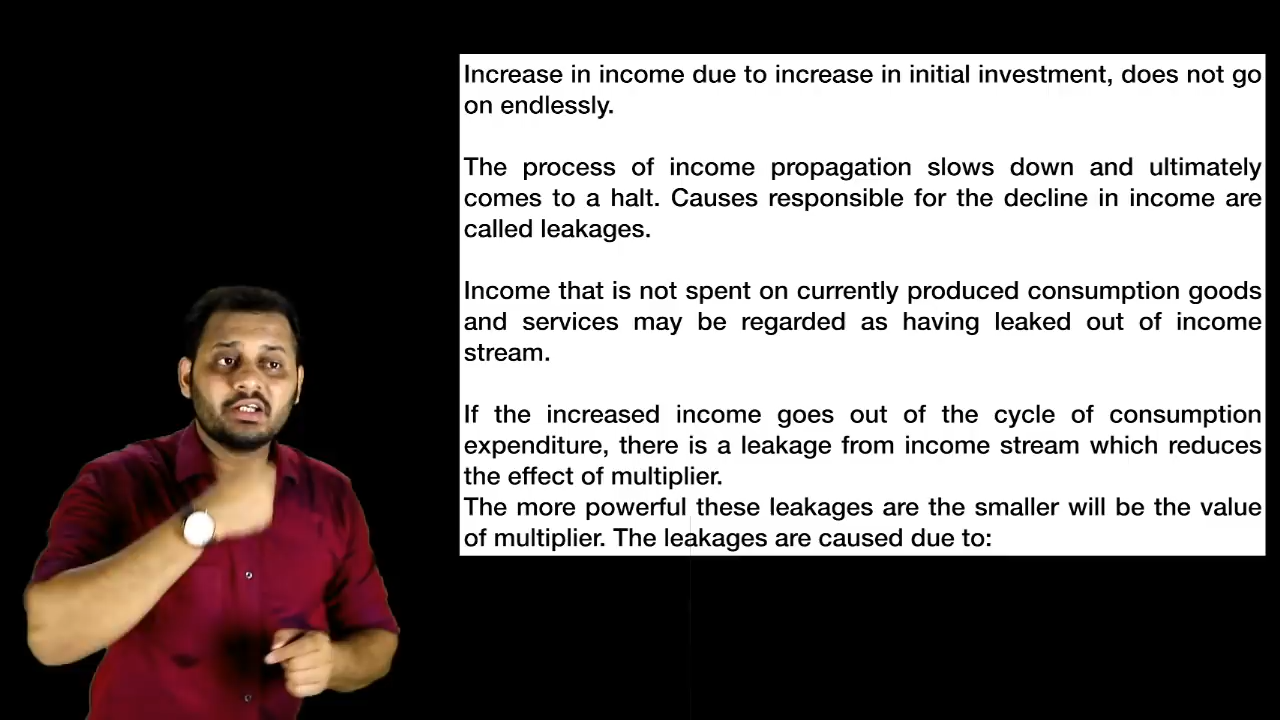 Increase in income due to increase in initial investment, does not go
on endlessly.
The process of income propagation slows down and ultimately
comes to a halt. Causes responsible for the decline in income are
called leakages.
Income that is not spent on currently produced consumption goods
and services may be regarded as having leaked out of income
stream.
If the increased income goes out of the cycle of consumption
expenditure, there is a leakage from income stream which reduces
the effect of multiplier.
The more powerful these leakages are the smaller will be the value
of multiplier. The leakages are caused due to: